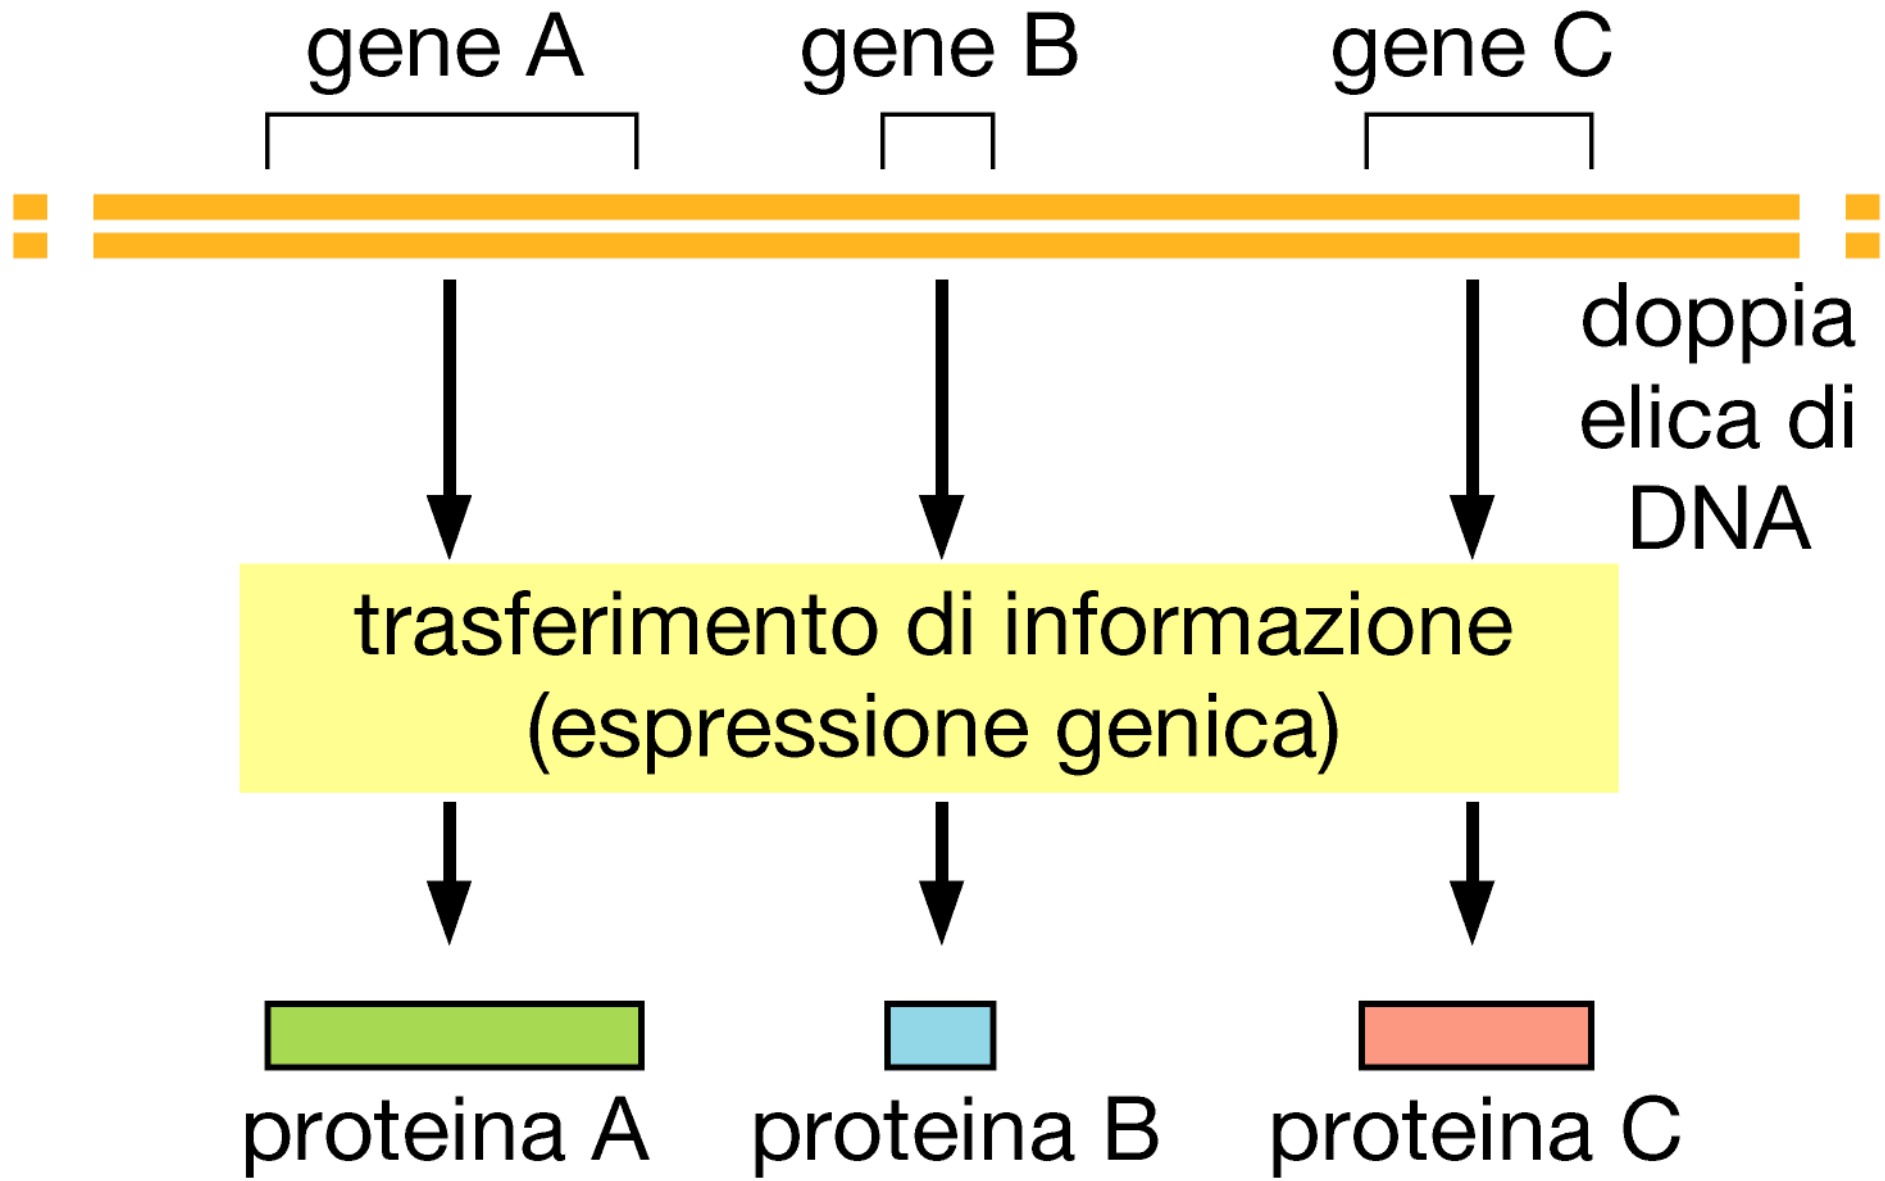 gene A
gene B
gene C
doppia
elica di
DNA
trasferimento di informazione
(espressione genica)
proteina A
proteina B
proteina C